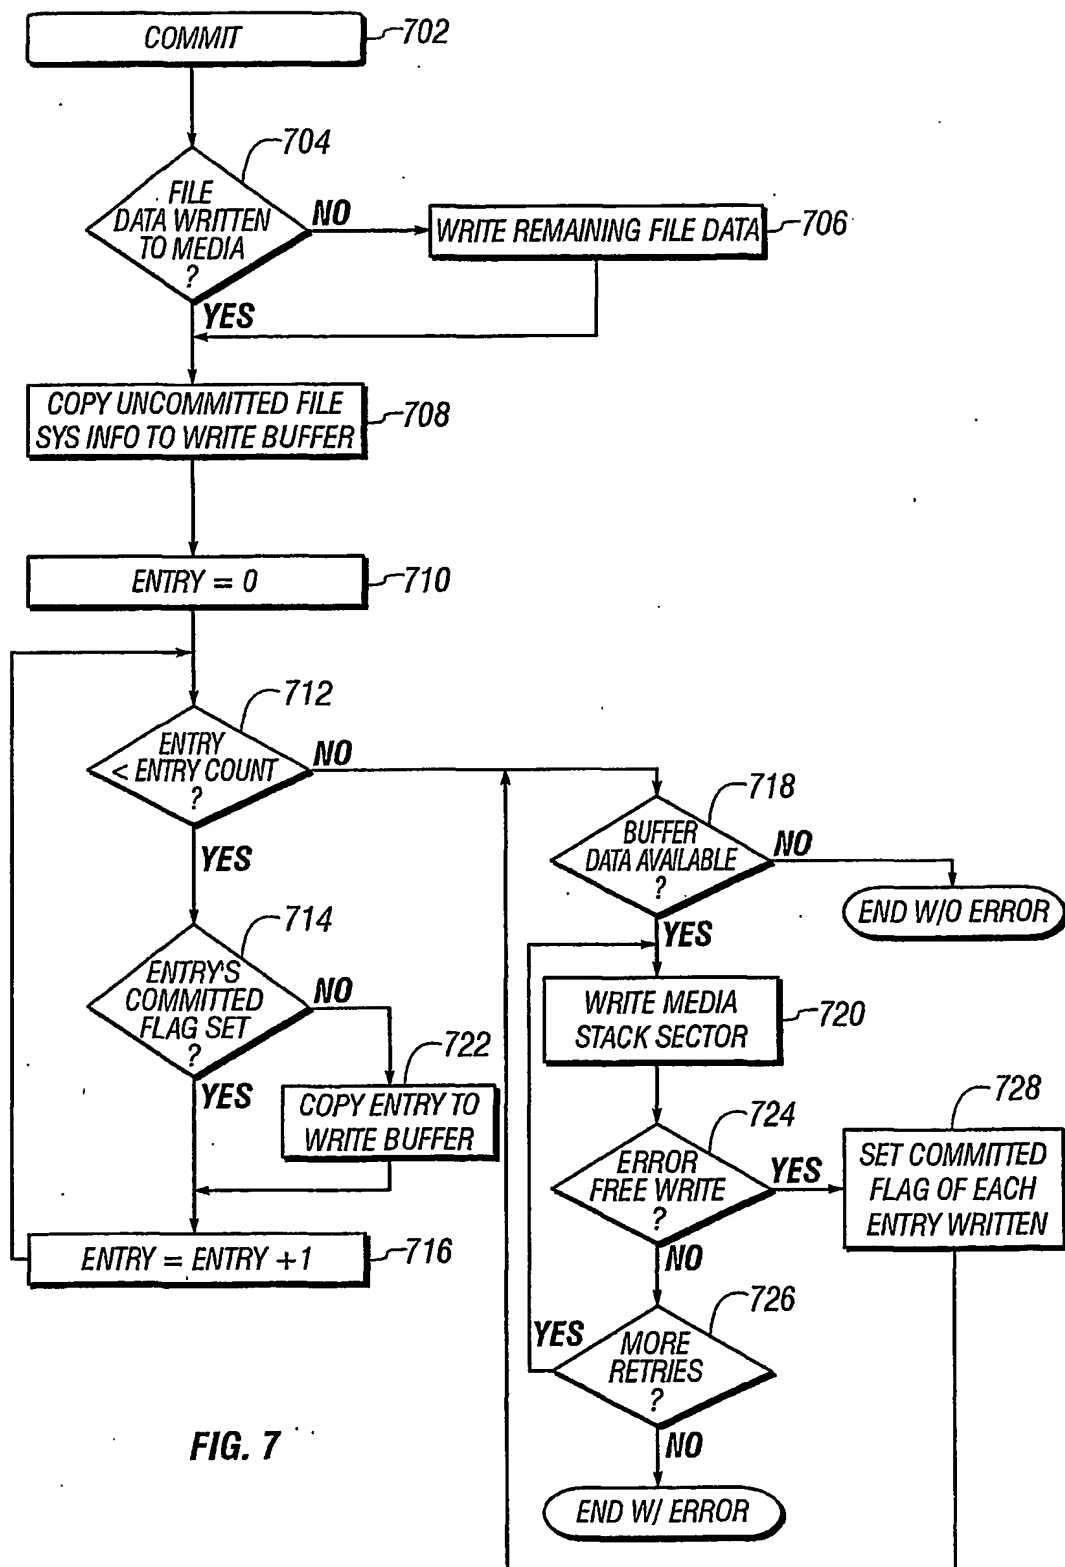 COMMIT
702
704
FILE
DATA WRITTEN
TO MEDIA
?
NO
WRITE REMAINING FILE DATA
706
YES
COPY UNCOMMITTED FILE
SYS INFO TO WRITE BUFFER
708
ENTRY = 0
710
712
ENTRY
< ENTRY COUNT
?
NO
YES
718
BUFFER
DATA AVAILABLE
?
NO
END W/O ERROR
YES
714
ENTRY'S
COMMITTED
FLAG SET
?
NO
YES
722
COPY ENTRY TO
WRITE BUFFER
WRITE MEDIA
STACK SECTOR
720
724
ERROR
FREE WRITE
?
YES
728
SET COMMITTED
FLAG OF EACH
ENTRY WRITTEN
NO
ENTRY = ENTRY +1
716
726
YES
MORE
RETRIES
?
NO
END W/ ERROR
FIG. 7